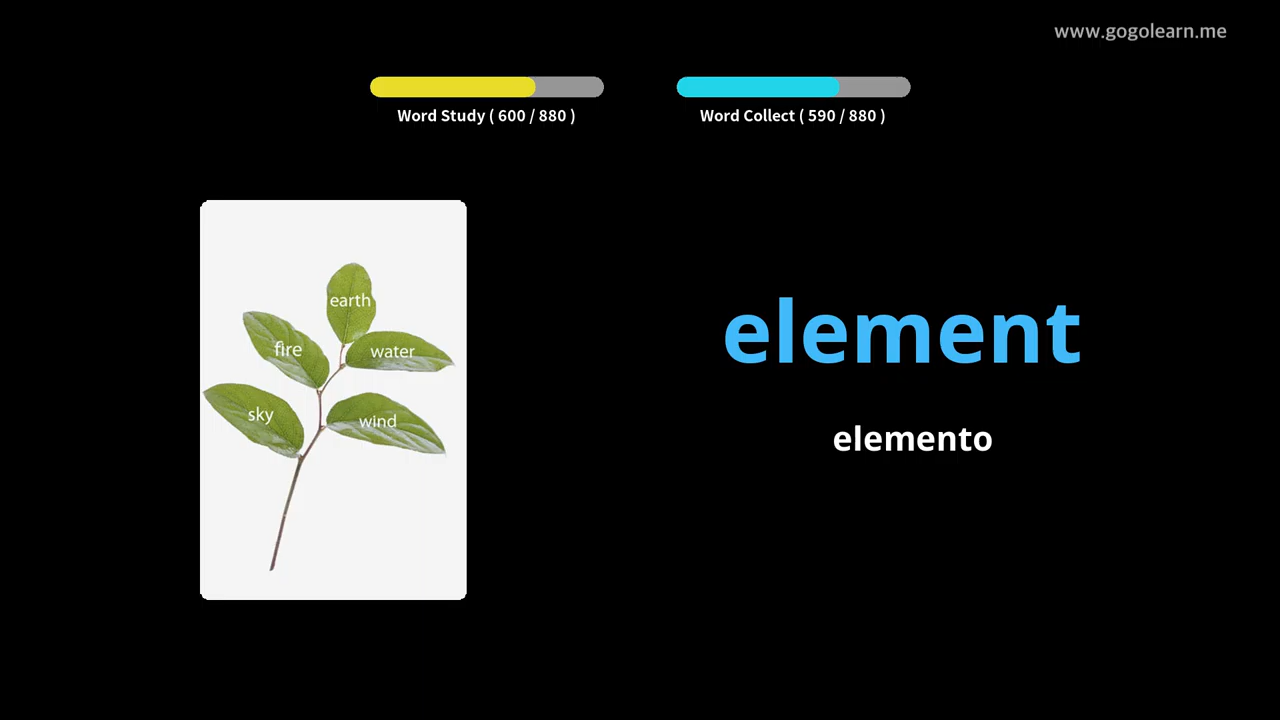 www.gogolearn.me
Word Study ( 600 / 880 )
Word Collect ( 590 / 880 )
earth
fire
water
sky
wind
element
elemento